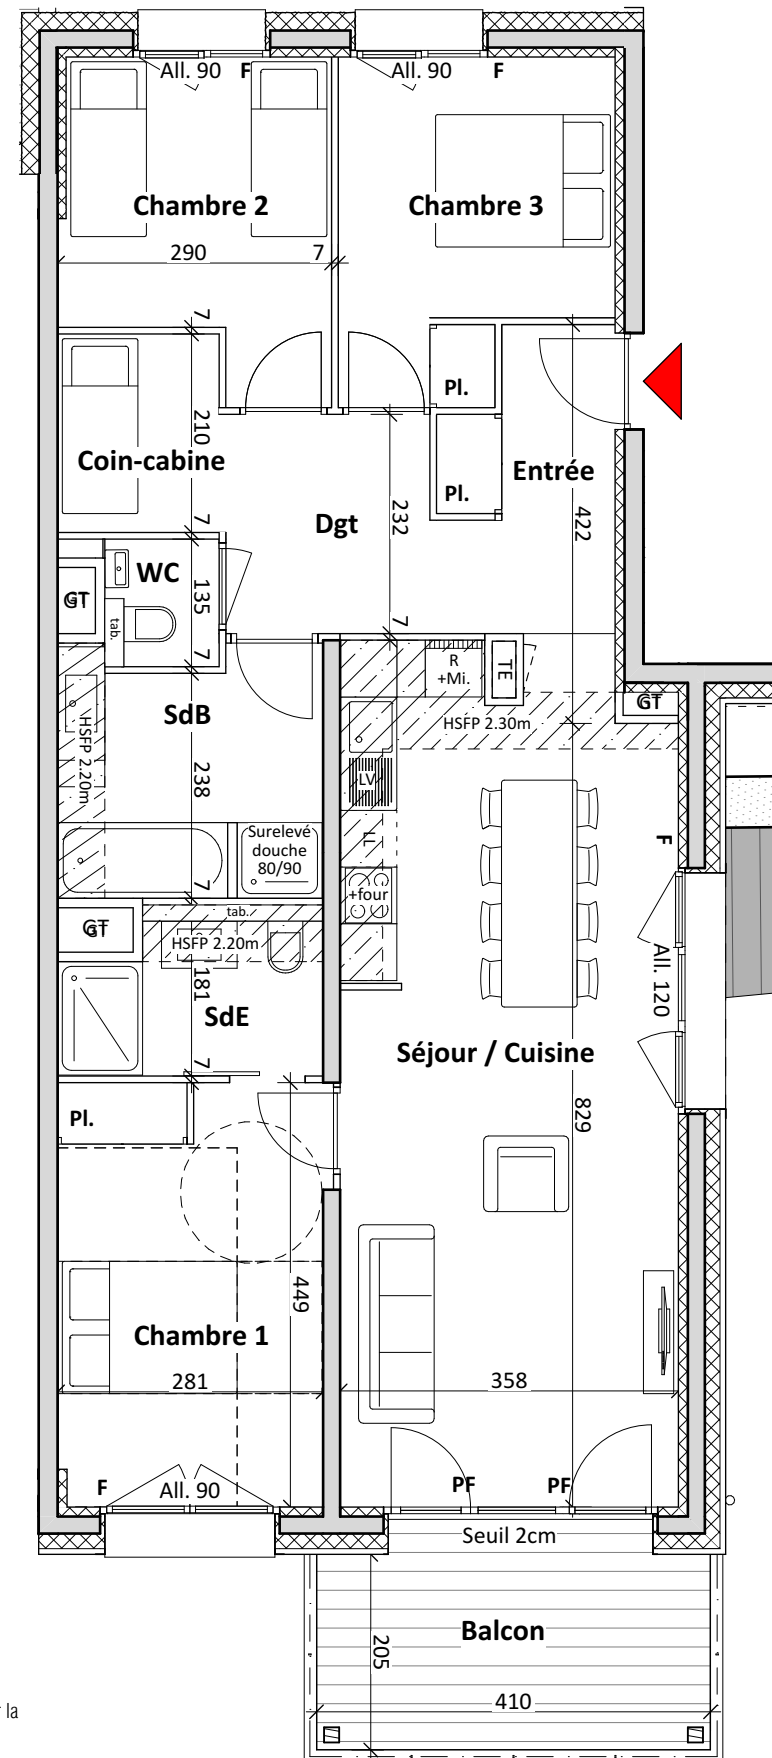 All. 90
F
All. 90
F
Chambre 2
Chambre 3
290
7
7
Pl.
210
Coin-cabine
Entrée
Pl.
7
232
422
Dgt
WC
GT
135
tab.
7
7
R
+Mi.
TE
GT
SdB
HSFP 2.20m
HSFP 2.30m
238
LV
LL
F
Surelevé
douche
80/90
+four
7
GT
tab.
HSFP 2.20m
181
All. 120
SdE
Séjour / Cuisine
7
Pl.
829
449
Chambre 1
281
358
F
All. 90
PF
PF
Seuil 2cm
Balcon
205
410
la